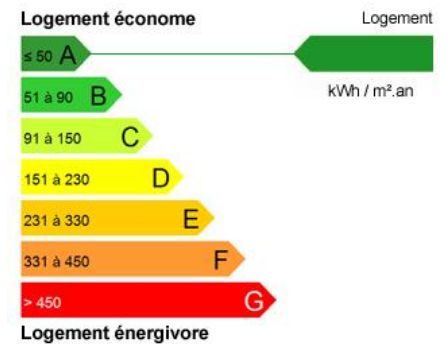 Logement économe
Logement
≤ 50 A
kWh / m².an
51 à 90 B
91 à 150 C
151 à 230 D
231 à 330 E
331 à 450 F
> 450 G
Logement énergivore